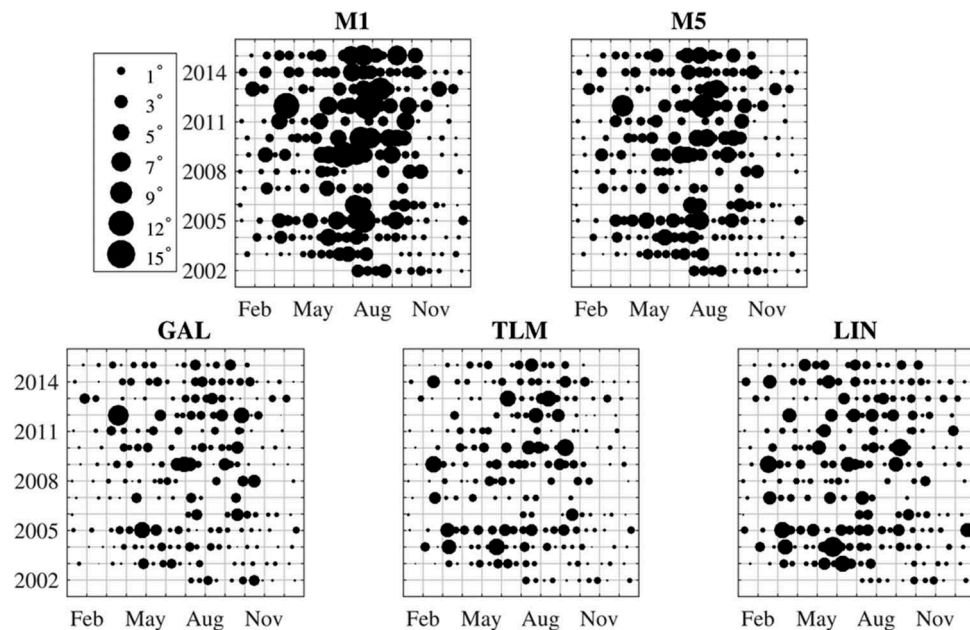 M1
M5
1°
3°
5°
7°
9°
12°
15°
2014
2011
2008
2005
2002
Feb May Aug Nov
Feb May Aug Nov
GAL
TLM
LIN
2014
2011
2008
2005
2002
Feb May Aug Nov
Feb May Aug Nov
Feb May Aug Nov